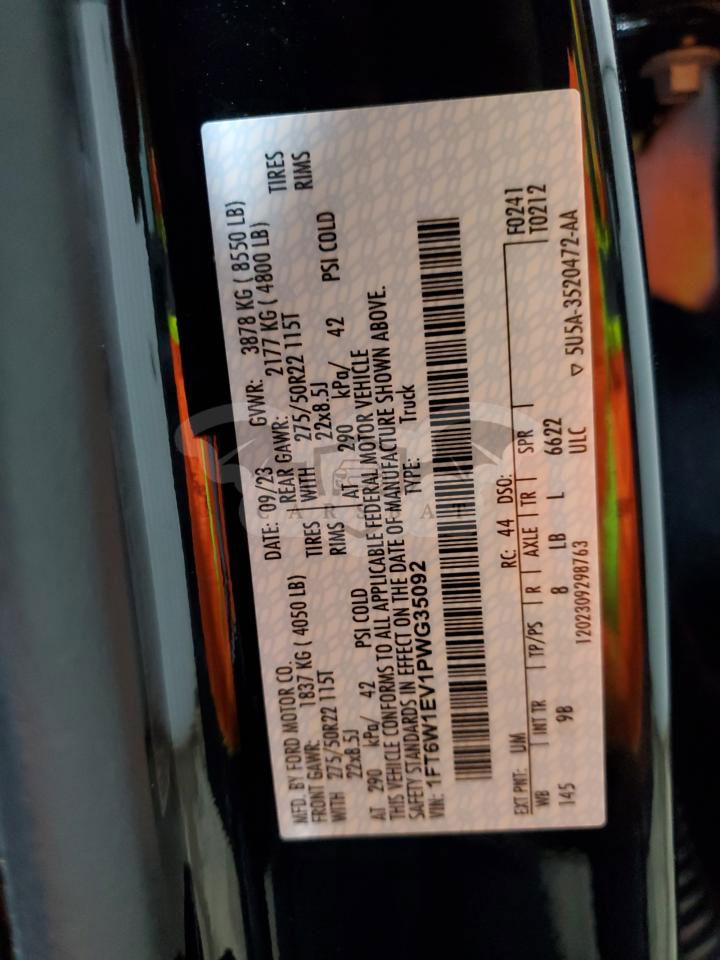 MFD. BY FORD MOTOR CO.
DATE: 09/23 GVWR: 3878 KG ( 8550 LB)
FRONT GAWR: 1837 KG ( 4050 LB)
REAR GAWR: 2177 KG ( 4800 LB)
WITH 275/50R22 115T TIRES
WITH 275/50R22 115T TIRES
22x8.5J RIMS
22x8.5J RIMS
AT 290 kPa/ 42 PSI COLD
AT 290 kPa/ 42 PSI COLD
THIS VEHICLE CONFORMS TO ALL APPLICABLE FEDERAL MOTOR VEHICLE
SAFETY STANDARDS IN EFFECT ON THE DATE OF MANUFACTURE SHOWN ABOVE.
VIN: 1FT6W1EV1PWG35092 TYPE: Truck
F0241
T0212
EXT PNT: UM RC: 44 DSO:
WB INT TR TP/PS R AXLE TR SPR
145 9B 8 LB L 6622
ULC
1202309298763
▽ 5U5A-3520472-AA